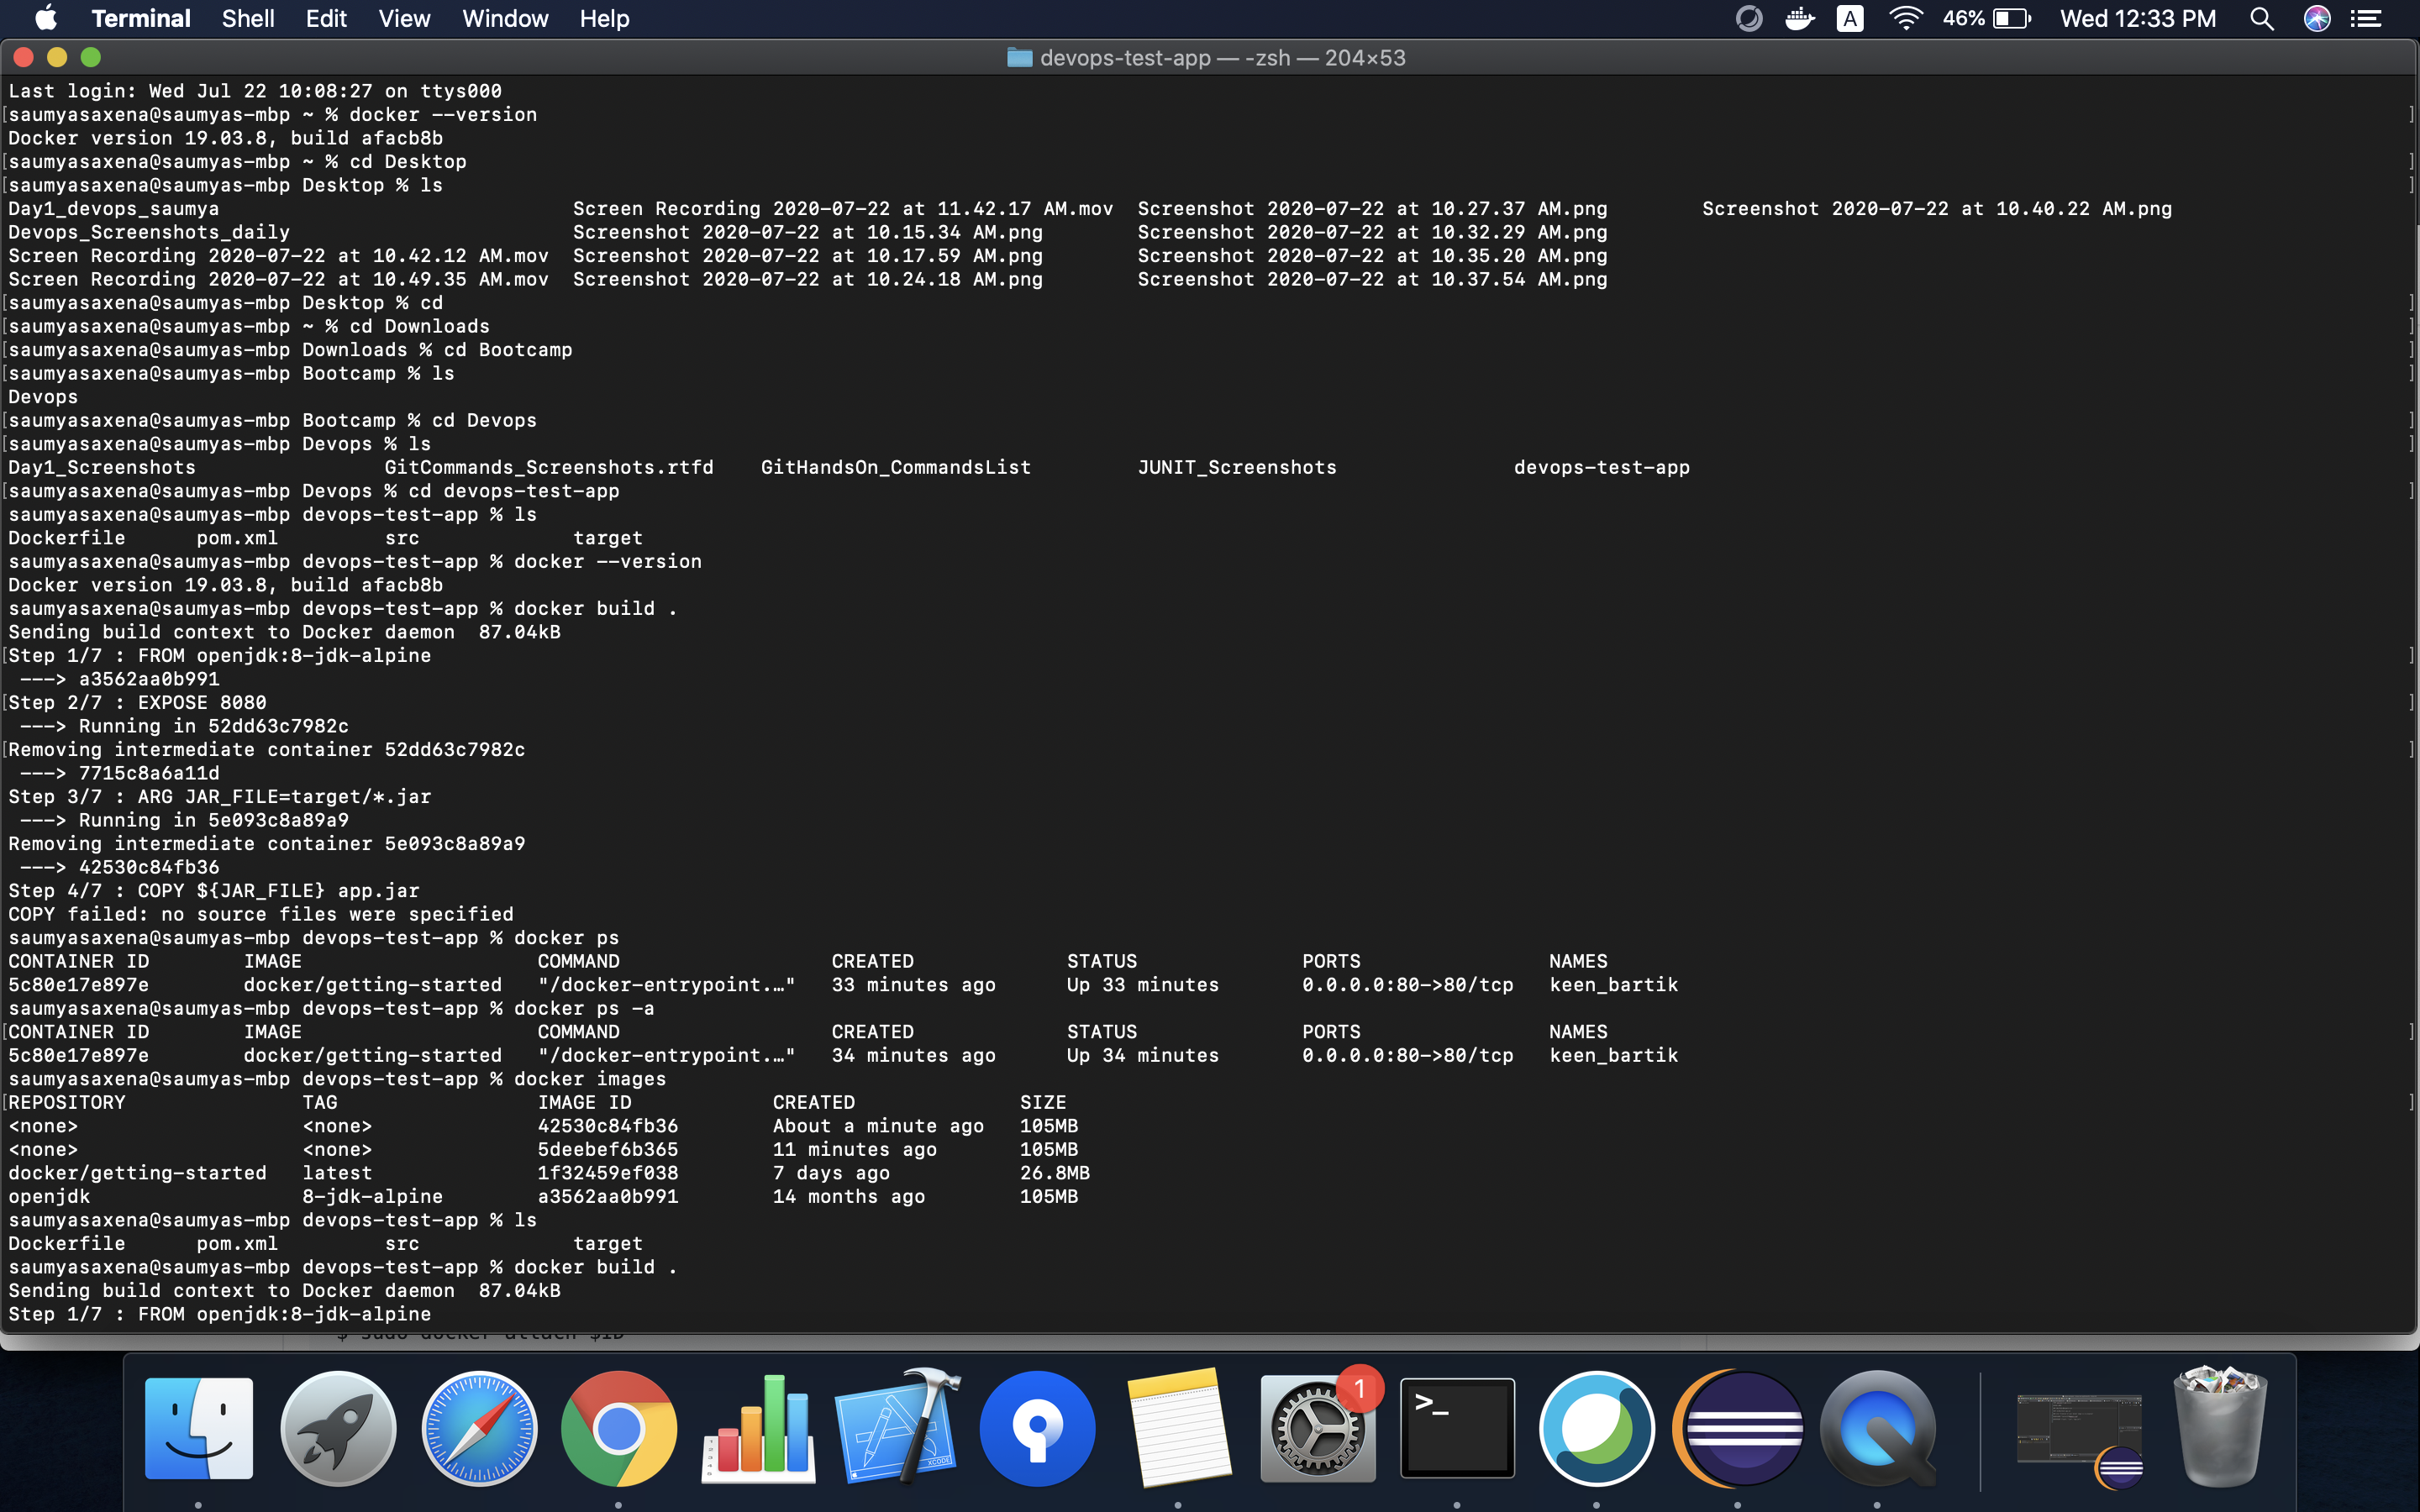 Terminal Shell Edit View Window Help A 46% Wed 12:33 PM
devops-test-app — -zsh — 204×53
Last login: Wed Jul 22 10:08:27 on ttys000
[saumyasaxena@saumyas-mbp ~ % docker --version ]
Docker version 19.03.8, build afacb8b
[saumyasaxena@saumyas-mbp ~ % cd Desktop ]
[saumyasaxena@saumyas-mbp Desktop % ls ]
Day1_devops_saumya Screen Recording 2020-07-22 at 11.42.17 AM.mov Screenshot 2020-07-22 at 10.27.37 AM.png Screenshot 2020-07-22 at 10.40.22 AM.png
Devops_Screenshots_daily Screenshot 2020-07-22 at 10.15.34 AM.png Screenshot 2020-07-22 at 10.32.29 AM.png
Screen Recording 2020-07-22 at 10.42.12 AM.mov Screenshot 2020-07-22 at 10.17.59 AM.png Screenshot 2020-07-22 at 10.35.20 AM.png
Screen Recording 2020-07-22 at 10.49.35 AM.mov Screenshot 2020-07-22 at 10.24.18 AM.png Screenshot 2020-07-22 at 10.37.54 AM.png
[saumyasaxena@saumyas-mbp Desktop % cd ]
[saumyasaxena@saumyas-mbp ~ % cd Downloads ]
[saumyasaxena@saumyas-mbp Downloads % cd Bootcamp ]
[saumyasaxena@saumyas-mbp Bootcamp % ls ]
Devops
[saumyasaxena@saumyas-mbp Bootcamp % cd Devops ]
[saumyasaxena@saumyas-mbp Devops % ls ]
Day1_Screenshots GitCommands_Screenshots.rtfd GitHandsOn_CommandsList JUNIT_Screenshots devops-test-app
[saumyasaxena@saumyas-mbp Devops % cd devops-test-app ]
saumyasaxena@saumyas-mbp devops-test-app % ls
Dockerfile pom.xml src target
saumyasaxena@saumyas-mbp devops-test-app % docker --version
Docker version 19.03.8, build afacb8b
saumyasaxena@saumyas-mbp devops-test-app % docker build .
Sending build context to Docker daemon 87.04kB
[Step 1/7 : FROM openjdk:8-jdk-alpine ]
---> a3562aa0b991
[Step 2/7 : EXPOSE 8080 ]
---> Running in 52dd63c7982c
[Removing intermediate container 52dd63c7982c ]
---> 7715c8a6a11d
Step 3/7 : ARG JAR_FILE=target/*.jar
---> Running in 5e093c8a89a9
Removing intermediate container 5e093c8a89a9
---> 42530c84fb36
Step 4/7 : COPY ${JAR_FILE} app.jar
COPY failed: no source files were specified
saumyasaxena@saumyas-mbp devops-test-app % docker ps
CONTAINER ID IMAGE COMMAND CREATED STATUS PORTS NAMES
5c80e17e897e docker/getting-started "/docker-entrypoint.…" 33 minutes ago Up 33 minutes 0.0.0.0:80->80/tcp keen_bartik
saumyasaxena@saumyas-mbp devops-test-app % docker ps -a
[CONTAINER ID IMAGE COMMAND CREATED STATUS PORTS NAMES ]
5c80e17e897e docker/getting-started "/docker-entrypoint.…" 34 minutes ago Up 34 minutes 0.0.0.0:80->80/tcp keen_bartik
saumyasaxena@saumyas-mbp devops-test-app % docker images
[REPOSITORY TAG IMAGE ID CREATED SIZE ]
<none> <none> 42530c84fb36 About a minute ago 105MB
<none> <none> 5deebef6b365 11 minutes ago 105MB
docker/getting-started latest 1f32459ef038 7 days ago 26.8MB
openjdk 8-jdk-alpine a3562aa0b991 14 months ago 105MB
saumyasaxena@saumyas-mbp devops-test-app % ls
Dockerfile pom.xml src target
saumyasaxena@saumyas-mbp devops-test-app % docker build .
Sending build context to Docker daemon 87.04kB
Step 1/7 : FROM openjdk:8-jdk-alpine
$ sudo docker attach $ID
1
>_
XCODE